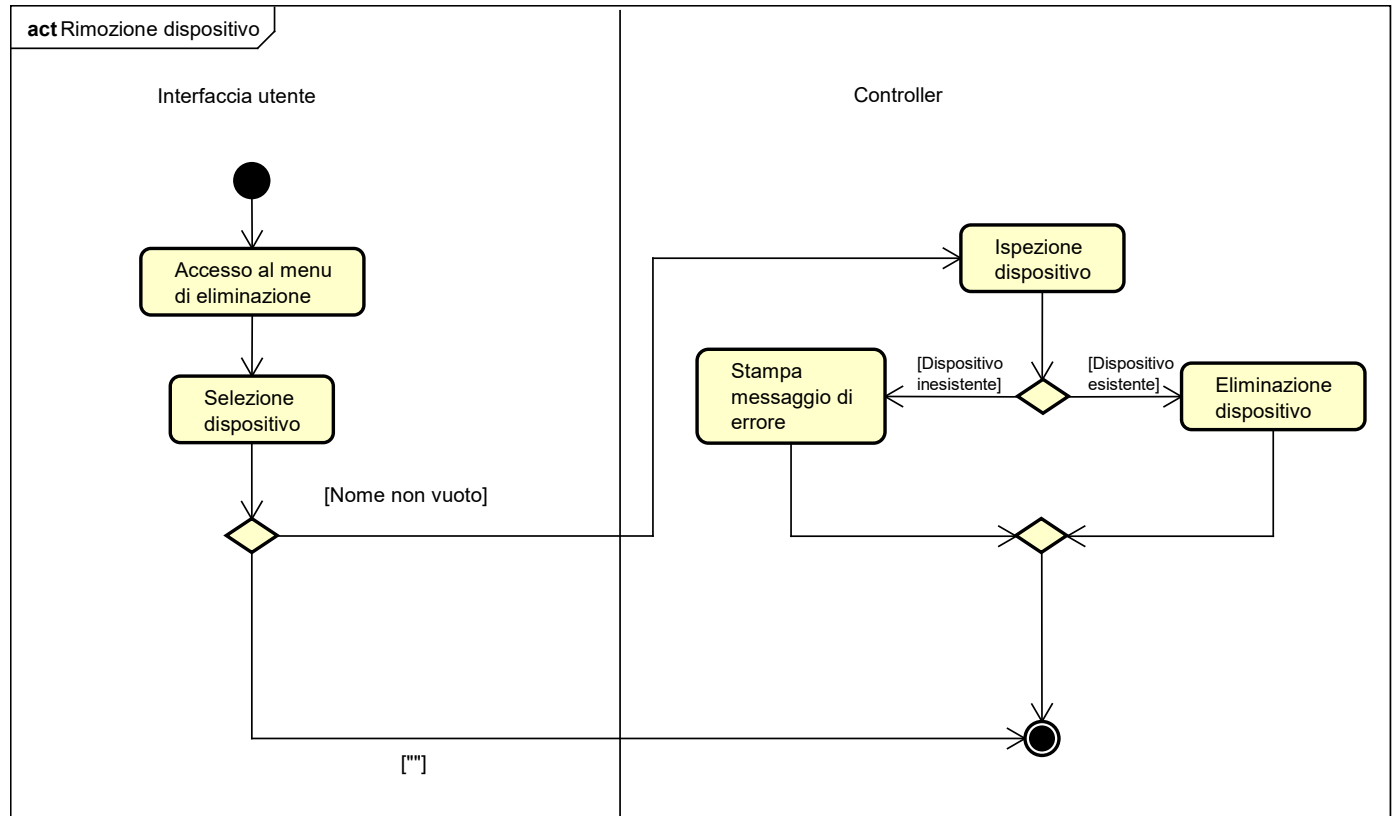 act Rimozione dispositivo
Interfaccia utente
Controller
Accesso al menu
di eliminazione
Selezione
dispositivo
[Nome non vuoto]
[""]
Ispezione
dispositivo
[Dispositivo
inesistente]
[Dispositivo
esistente]
Stampa
messaggio di
errore
Eliminazione
dispositivo